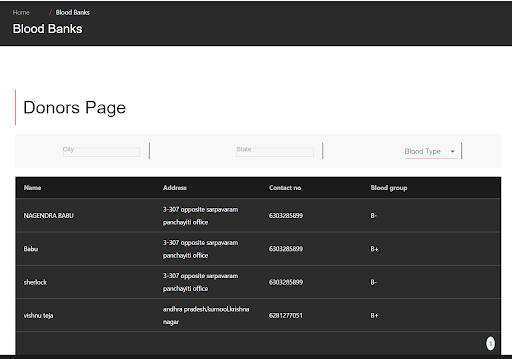 Home / Blood Banks
Blood Banks
Donors Page
City State Blood Type
Name Address Contact no Blood group
NAGENDRA BABU 3-307 opposite sarpavaram panchayiti office 6303285899 B-
Babu 3-307 opposite sarpavaram panchayiti office 6303285899 B+
sherlock 3-307 opposite sarpavaram panchayiti office 6303285899 B-
vishnu teja andhra pradesh,kurnool,krishna nagar 6281277051 B+
1